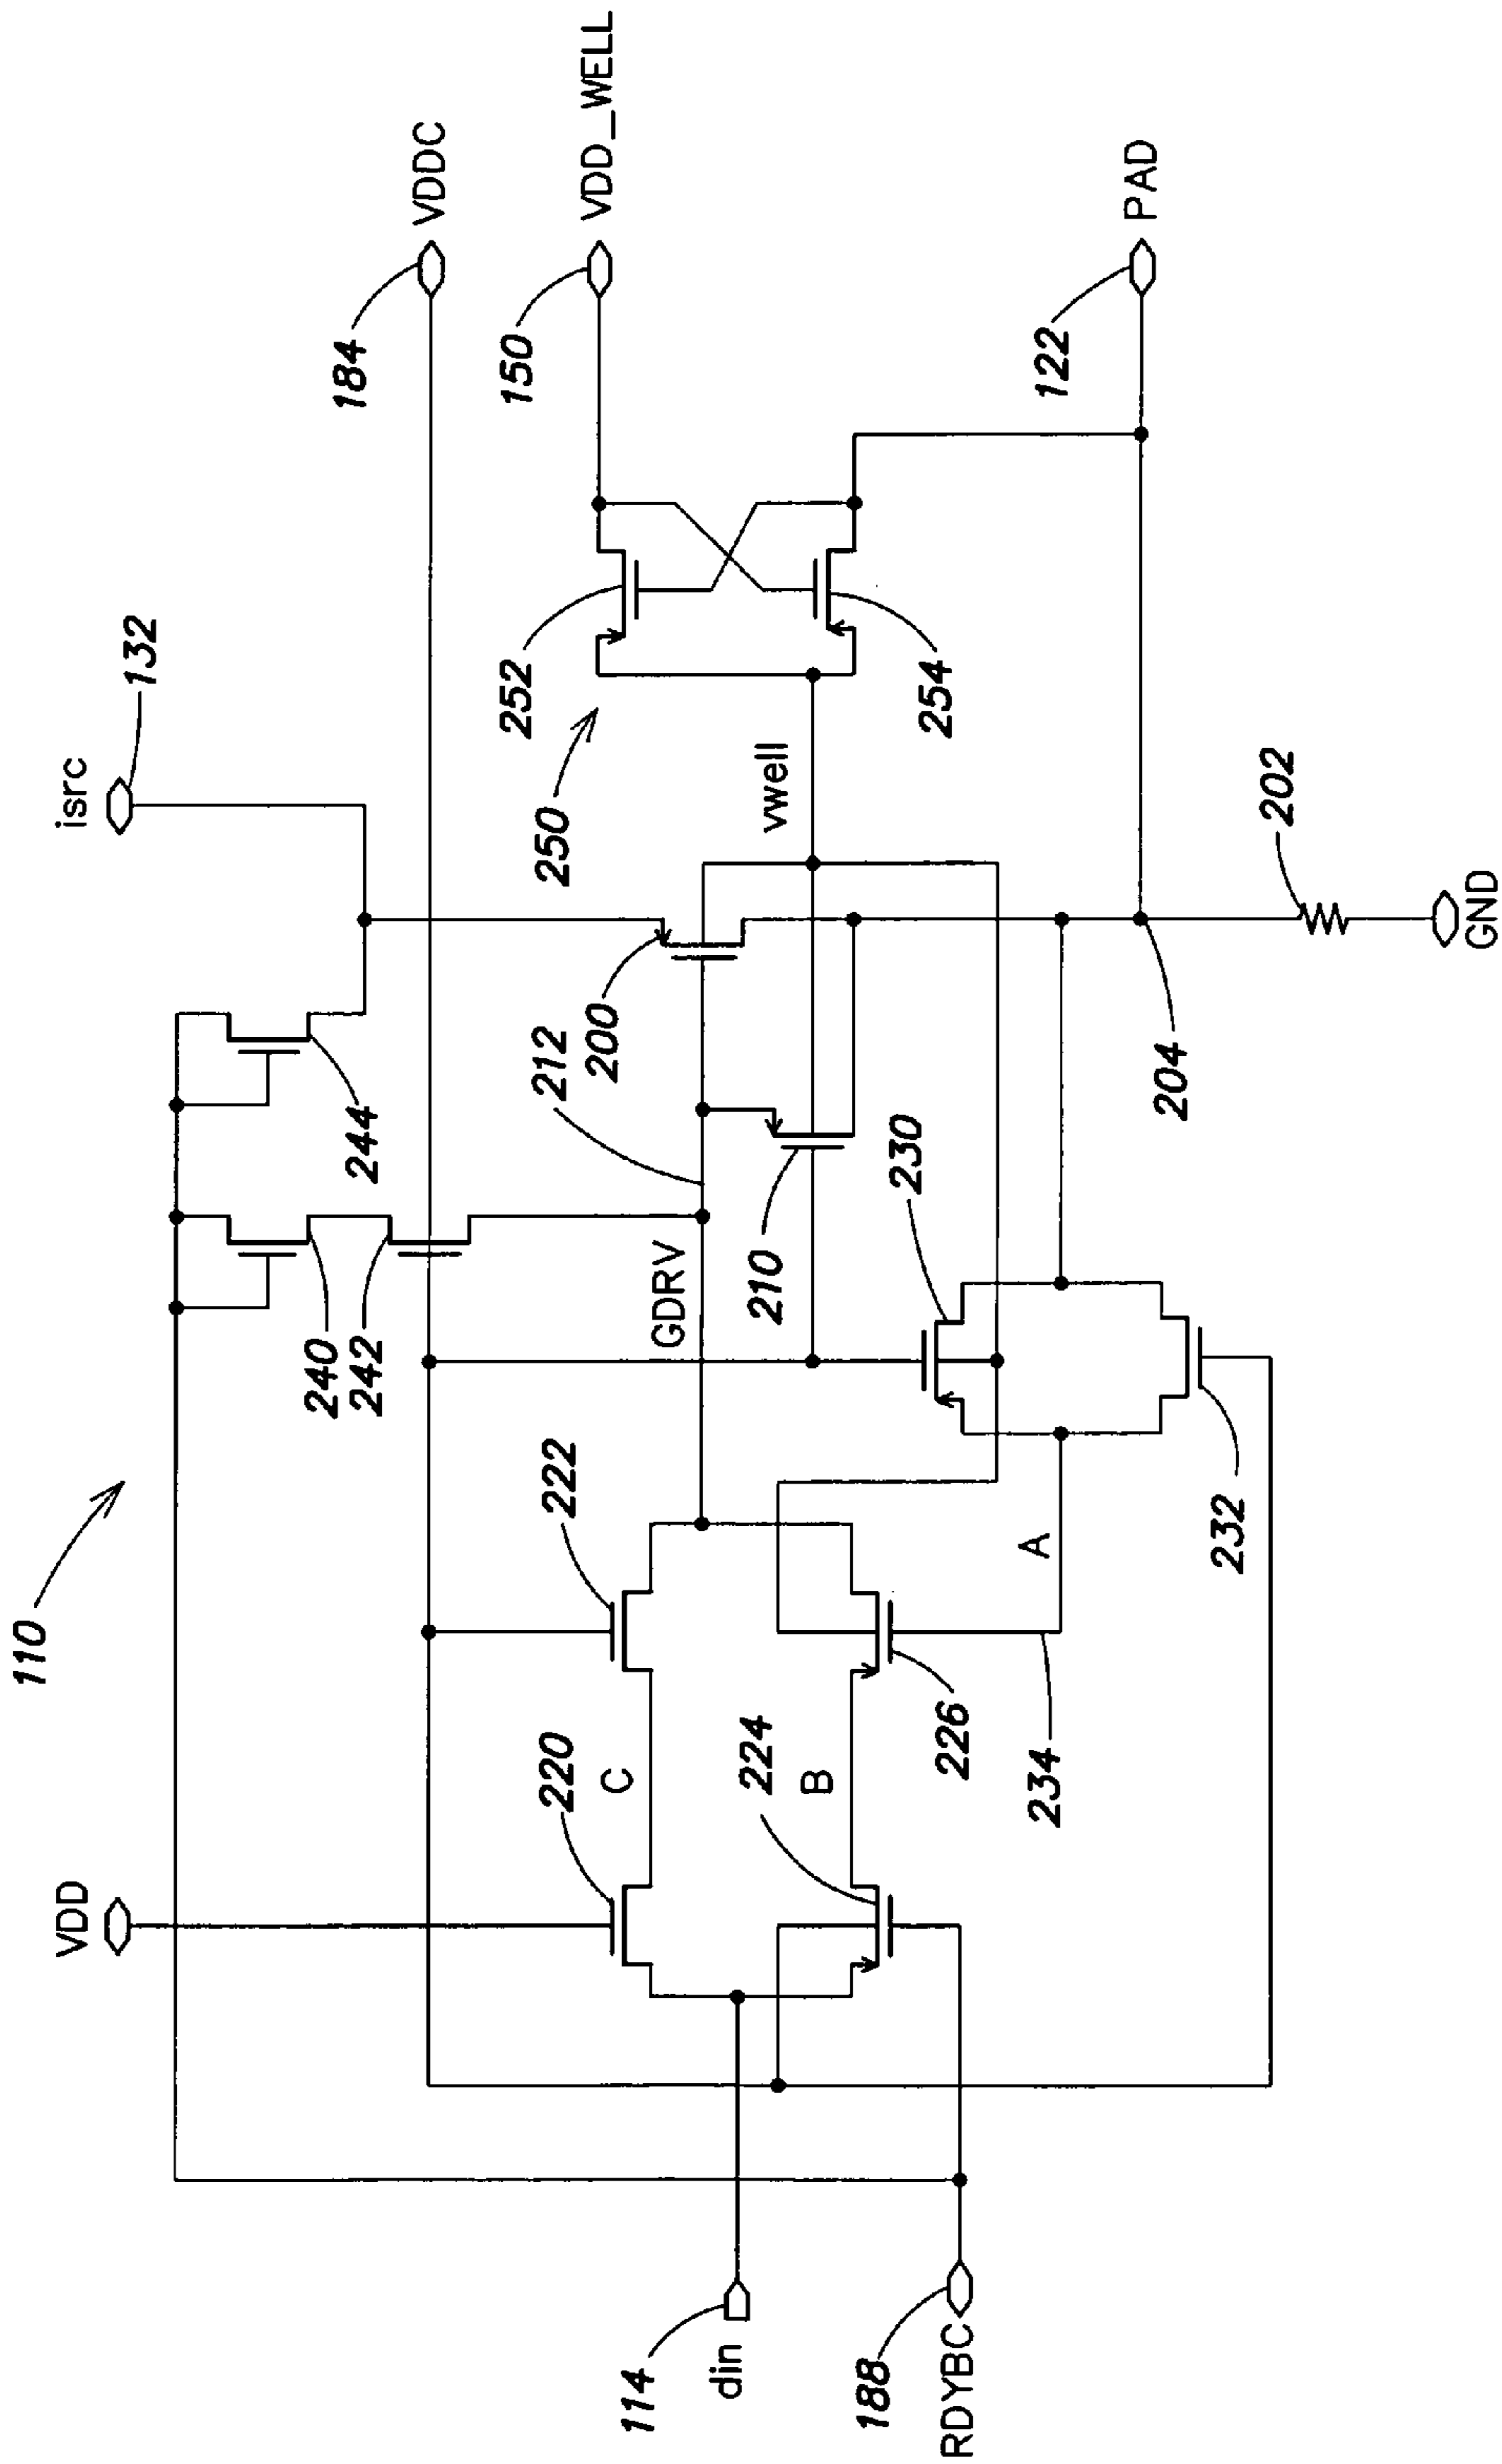 110
VDD
isrc
132
184
VDDC
150
VDD_WELL
122
PAD
240
242
244
252
250
254
vwell
212
200
210
GDRV
230
222
220
C
224
B
226
A
234
232
204
202
GND
114
din
188
RDYBC